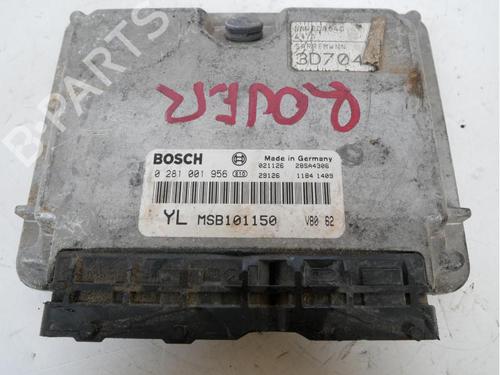 3D704
ROVER
BOSCH Made in Germany
021126 28SA4306
0 281 001 956 29126 1184 1409
YL MSB101150 V80 62
B-PARTS